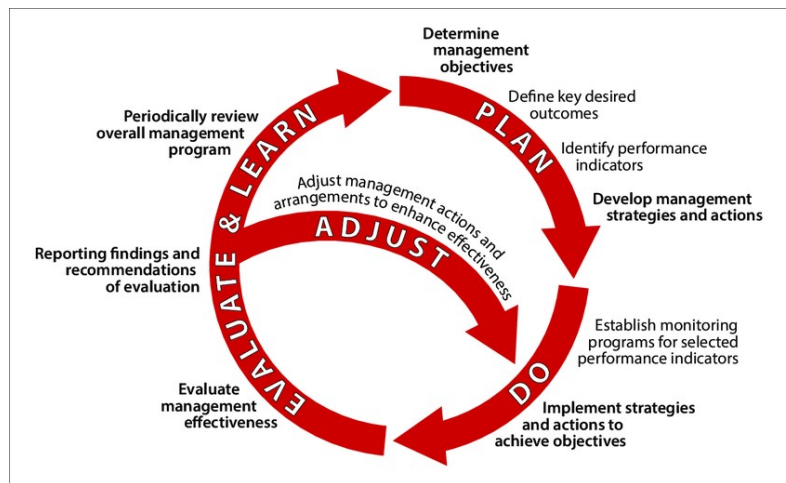 Determine
management
objectives
PLAN
Define key desired
outcomes
Identify performance
indicators
Develop management
strategies and actions
DO
Establish monitoring
programs for selected
performance indicators
Implement strategies
and actions to
achieve objectives
EVALUATE & LEARN
Evaluate
management
effectiveness
Reporting findings and
recommendations
of evaluation
Periodically review
overall management
program
ADJUST
Adjust management actions and
arrangements to enhance effectiveness